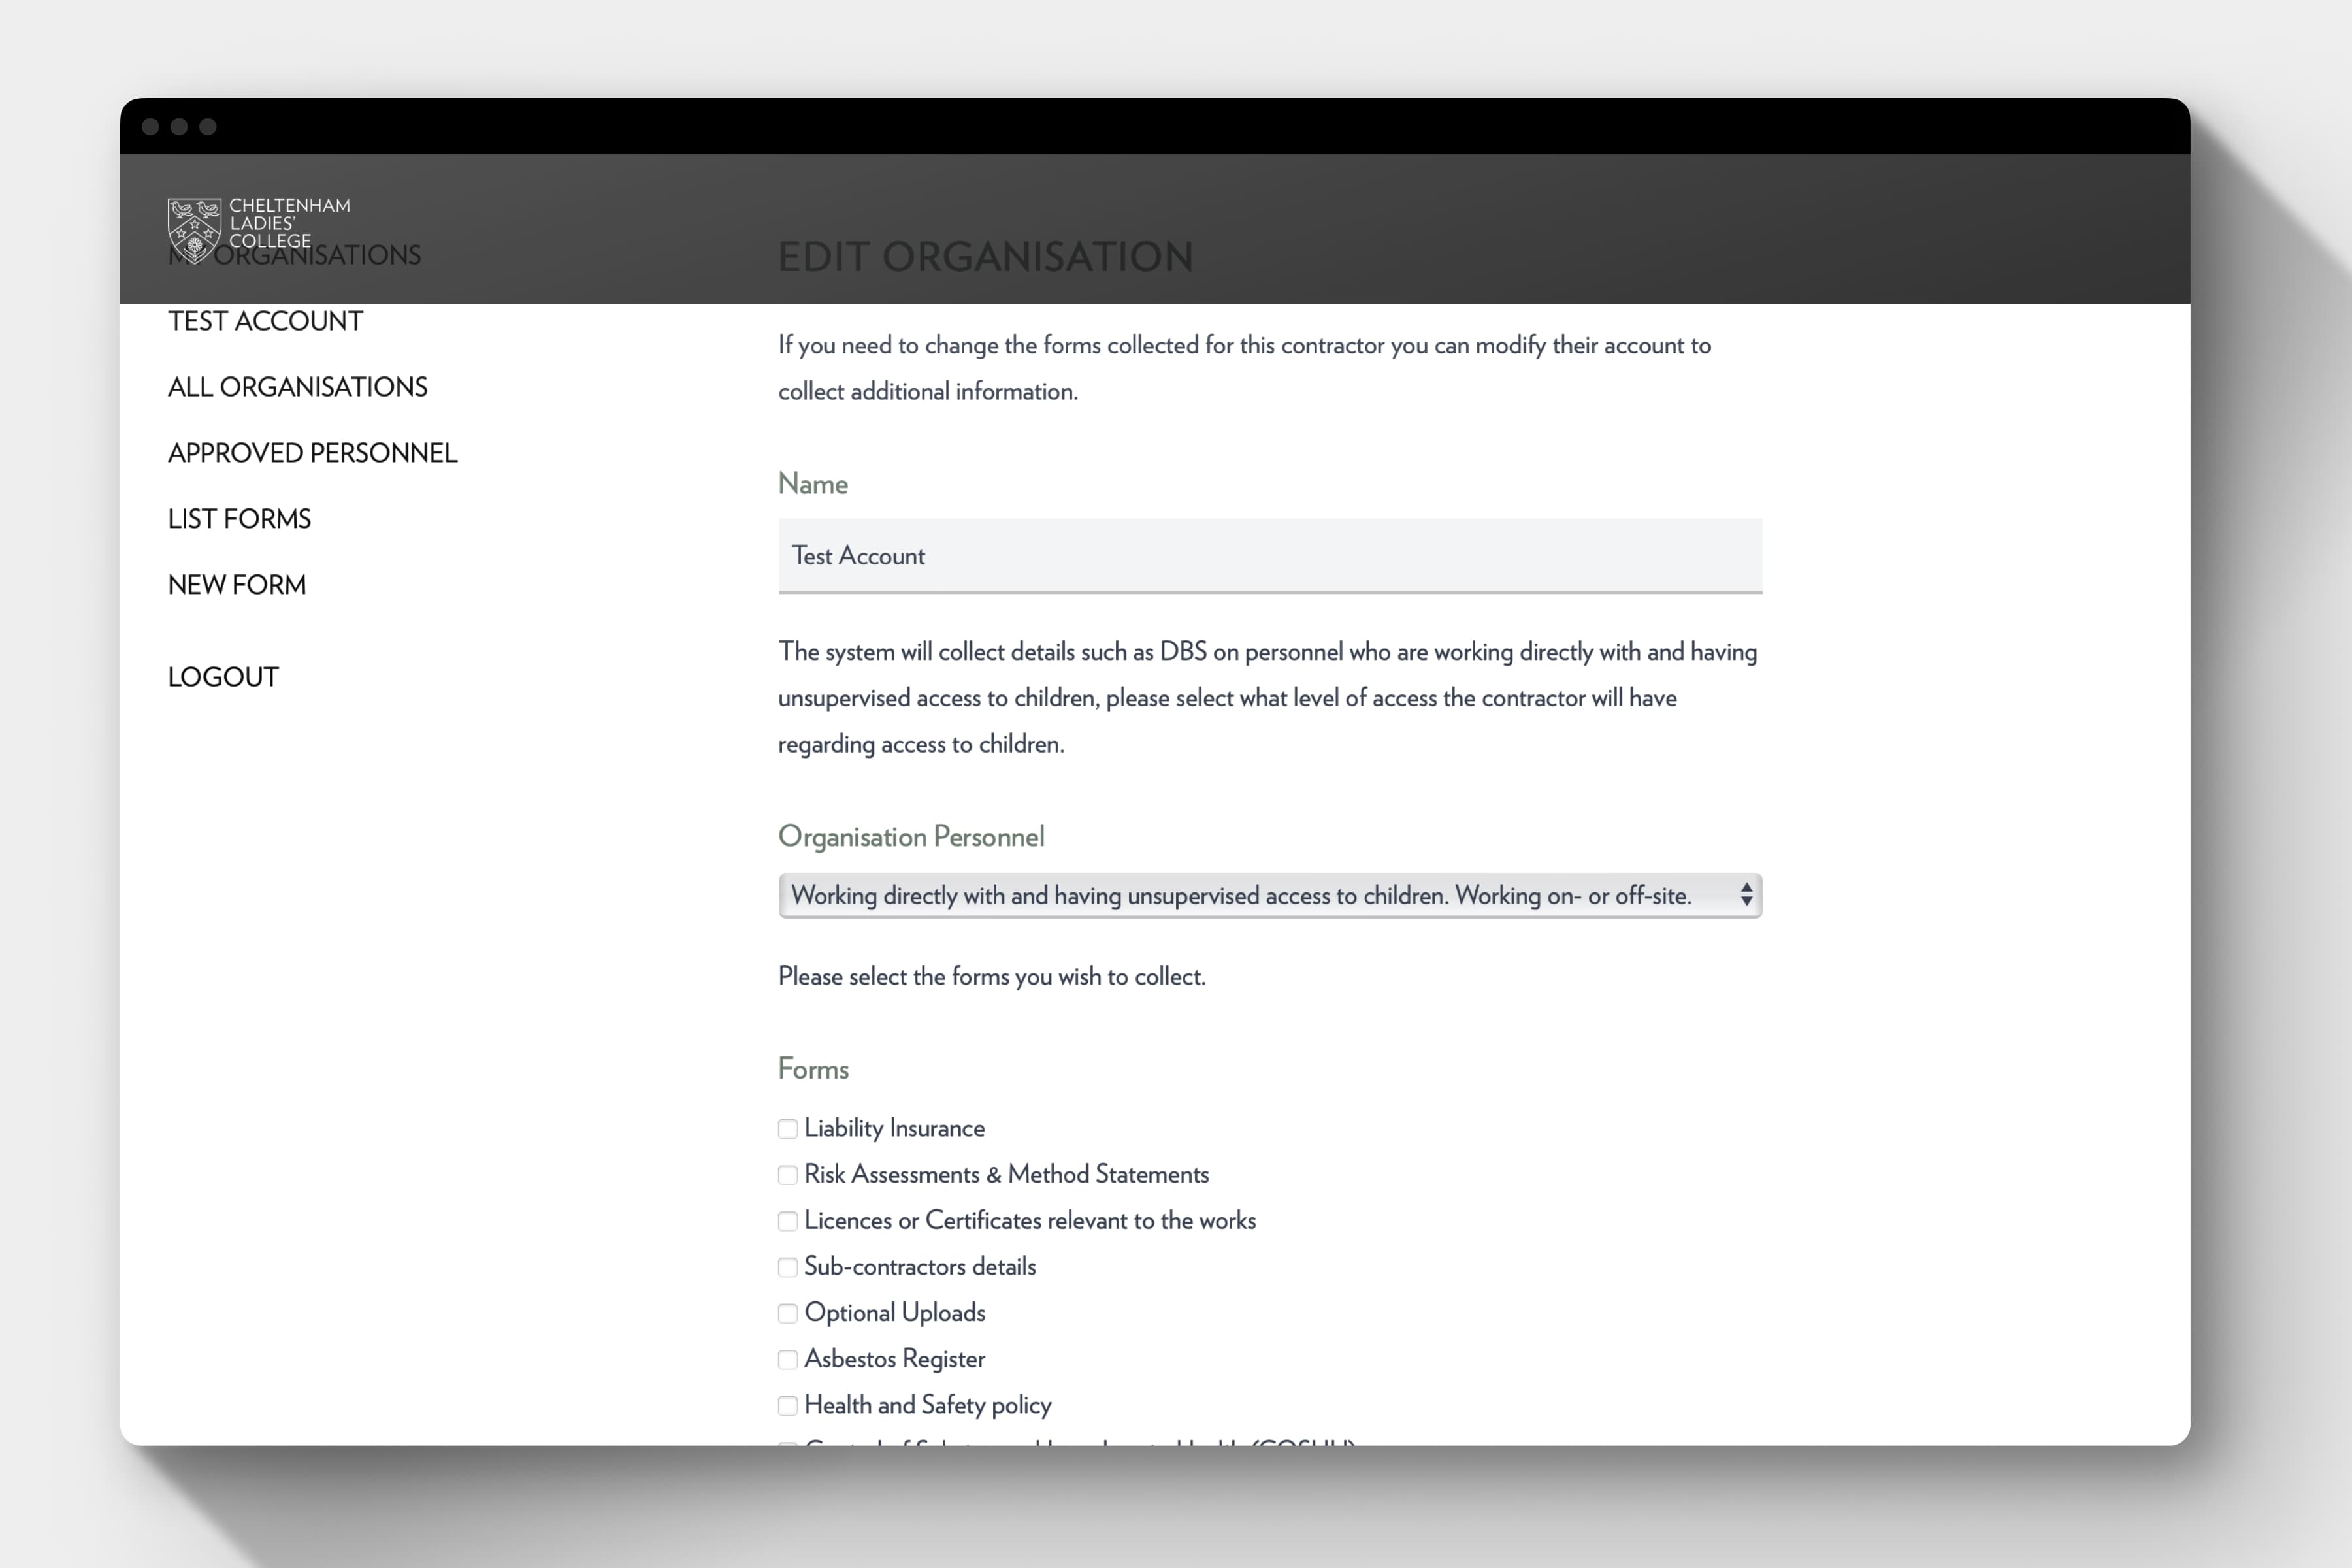 CHELTENHAM
LADIES'
COLLEGE
ORGANISATIONS
TEST ACCOUNT
ALL ORGANISATIONS
APPROVED PERSONNEL
LIST FORMS
NEW FORM
LOGOUT
EDIT ORGANISATION
If you need to change the forms collected for this contractor you can modify their account to
collect additional information.
Name
Test Account
The system will collect details such as DBS on personnel who are working directly with and having
unsupervised access to children, please select what level of access the contractor will have
regarding access to children.
Organisation Personnel
Working directly with and having unsupervised access to children. Working on- or off-site.
Please select the forms you wish to collect.
Forms
Liability Insurance
Risk Assessments & Method Statements
Licences or Certificates relevant to the works
Sub-contractors details
Optional Uploads
Asbestos Register
Health and Safety policy